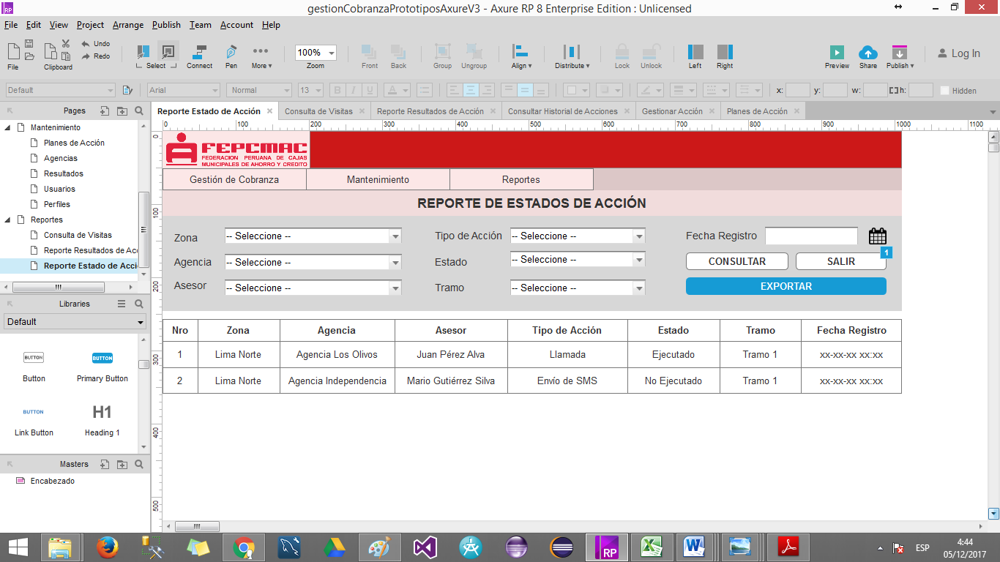 gestionCobranzaPrototiposAxureV3 - Axure RP 8 Enterprise Edition : Unlicensed
File Edit View Project Arrange Publish Team Account Help
Undo
Redo
100%
File Clipboard Select Connect Pen More Zoom Front Back Group Ungroup Align Distribute Lock Unlock Left Right Preview Share Publish Log In
Default Arial Normal 13 B I U A x: y: w: h: Hidden
Pages
Mantenimiento
Planes de Acción
Agencias
Resultados
Usuarios
Perfiles
Reportes
Consulta de Visitas
Reporte Resultados de Acc
Reporte Estado de Acci
Libraries
Default
BUTTON BUTTON
Button Primary Button
BUTTON H1
Link Button Heading 1
Masters
Encabezado
Reporte Estado de Acción Consulta de Visitas Reporte Resultados de Acción Consultar Historial de Acciones Gestionar Acción Planes de Acción
0 100 200 300 400 500 600 700 800 900 1000 1100
0
100
200
300
400
500
FEPCMAC
FEDERACION PERUANA DE CAJAS
MUNICIPALES DE AHORRO Y CREDITO
Gestión de Cobranza Mantenimiento Reportes
REPORTE DE ESTADOS DE ACCIÓN
Zona -- Seleccione -- Tipo de Acción -- Seleccione -- Fecha Registro
Agencia -- Seleccione -- Estado -- Seleccione -- CONSULTAR SALIR 1
Asesor -- Seleccione -- Tramo -- Seleccione -- EXPORTAR
Nro Zona Agencia Asesor Tipo de Acción Estado Tramo Fecha Registro
1 Lima Norte Agencia Los Olivos Juan Pérez Alva Llamada Ejecutado Tramo 1 xx-xx-xx xx:xx
2 Lima Norte Agencia Independencia Mario Gutiérrez Silva Envío de SMS No Ejecutado Tramo 1 xx-xx-xx xx:xx
RP
ESP
4:44
05/12/2017